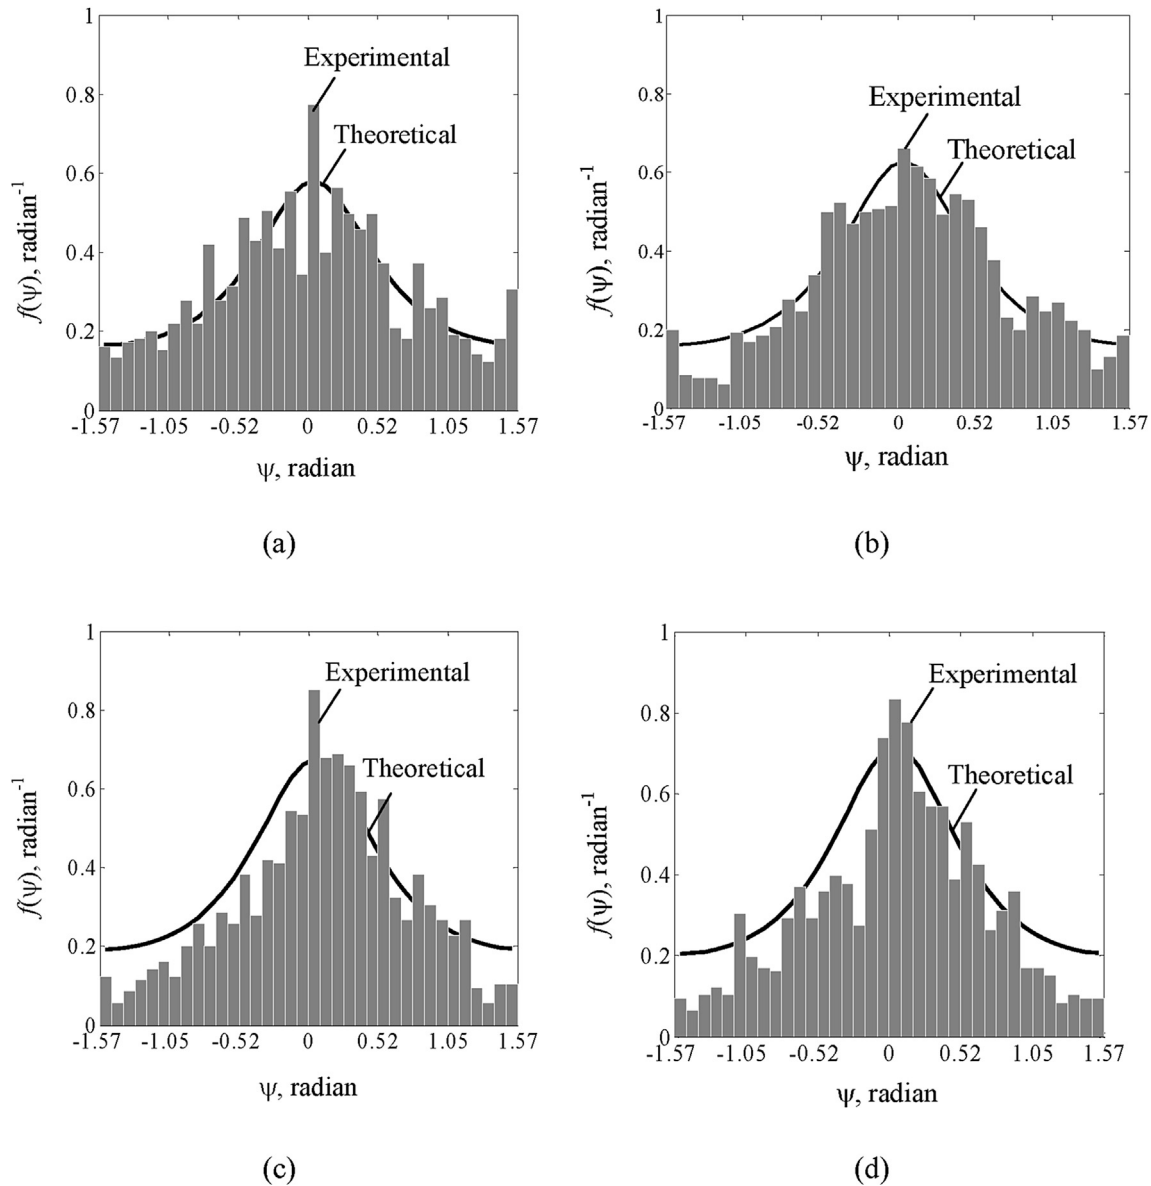 1
0.8
0.6
0.4
0.2
0
-1.57 -1.05 -0.52 0 0.52 1.05 1.57
f(ψ), radian-1
ψ, radian
Experimental
Theoretical
(a)
1
0.8
0.6
0.4
0.2
0
-1.57 -1.05 -0.52 0 0.52 1.05 1.57
f(ψ), radian-1
ψ, radian
Experimental
Theoretical
(b)
1
0.8
0.6
0.4
0.2
0
-1.57 -1.05 -0.52 0 0.52 1.05 1.57
f(ψ), radian-1
ψ, radian
Experimental
Theoretical
(c)
1
0.8
0.6
0.4
0.2
0
-1.57 -1.05 -0.52 0 0.52 1.05 1.57
f(ψ), radian-1
ψ, radian
Experimental
Theoretical
(d)